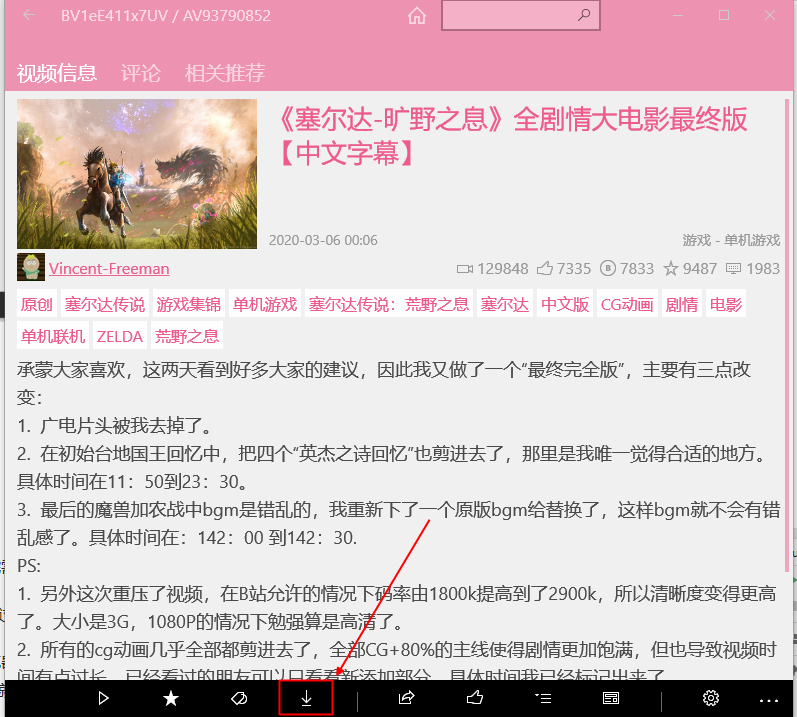 BV1eE411x7UV / AV93790852
视频信息 评论 相关推荐
《塞尔达-旷野之息》全剧情大电影最终版
【中文字幕】
2020-03-06 00:06 游戏 - 单机游戏
Vincent-Freeman 129848 7335 B 7833 9487 1983
原创 塞尔达传说 游戏集锦 单机游戏 塞尔达传说：荒野之息 塞尔达 中文版 CG动画 剧情 电影
单机联机 ZELDA 荒野之息
承蒙大家喜欢，这两天看到好多大家的建议，因此我又做了一个“最终完全版”，主要有三点改
变：
1. 广电片头被我去掉了。
2. 在初始台地国王回忆中，把四个“英杰之诗回忆”也剪进去了，那里是我唯一觉得合适的地方。
具体时间在11：50到23：30。
3. 最后的魔兽加农战中bgm是错乱的，我重新下了一个原版bgm给替换了，这样bgm就不会有错
乱感了。具体时间在：142：00 到142：30.
PS:
1. 另外这次重压了视频，在B站允许的情况下码率由1800k提高到了2900k，所以清晰度变得更高
了。大小是3G，1080P的情况下勉强算是高清了。
2. 所有的cg动画几乎全部都剪进去了，全部CG+80%的主线使得剧情更加饱满，但也导致视频时
间有点过长，已经看过的朋友可以只看看新添加部分，具体时间我已经标记出来了